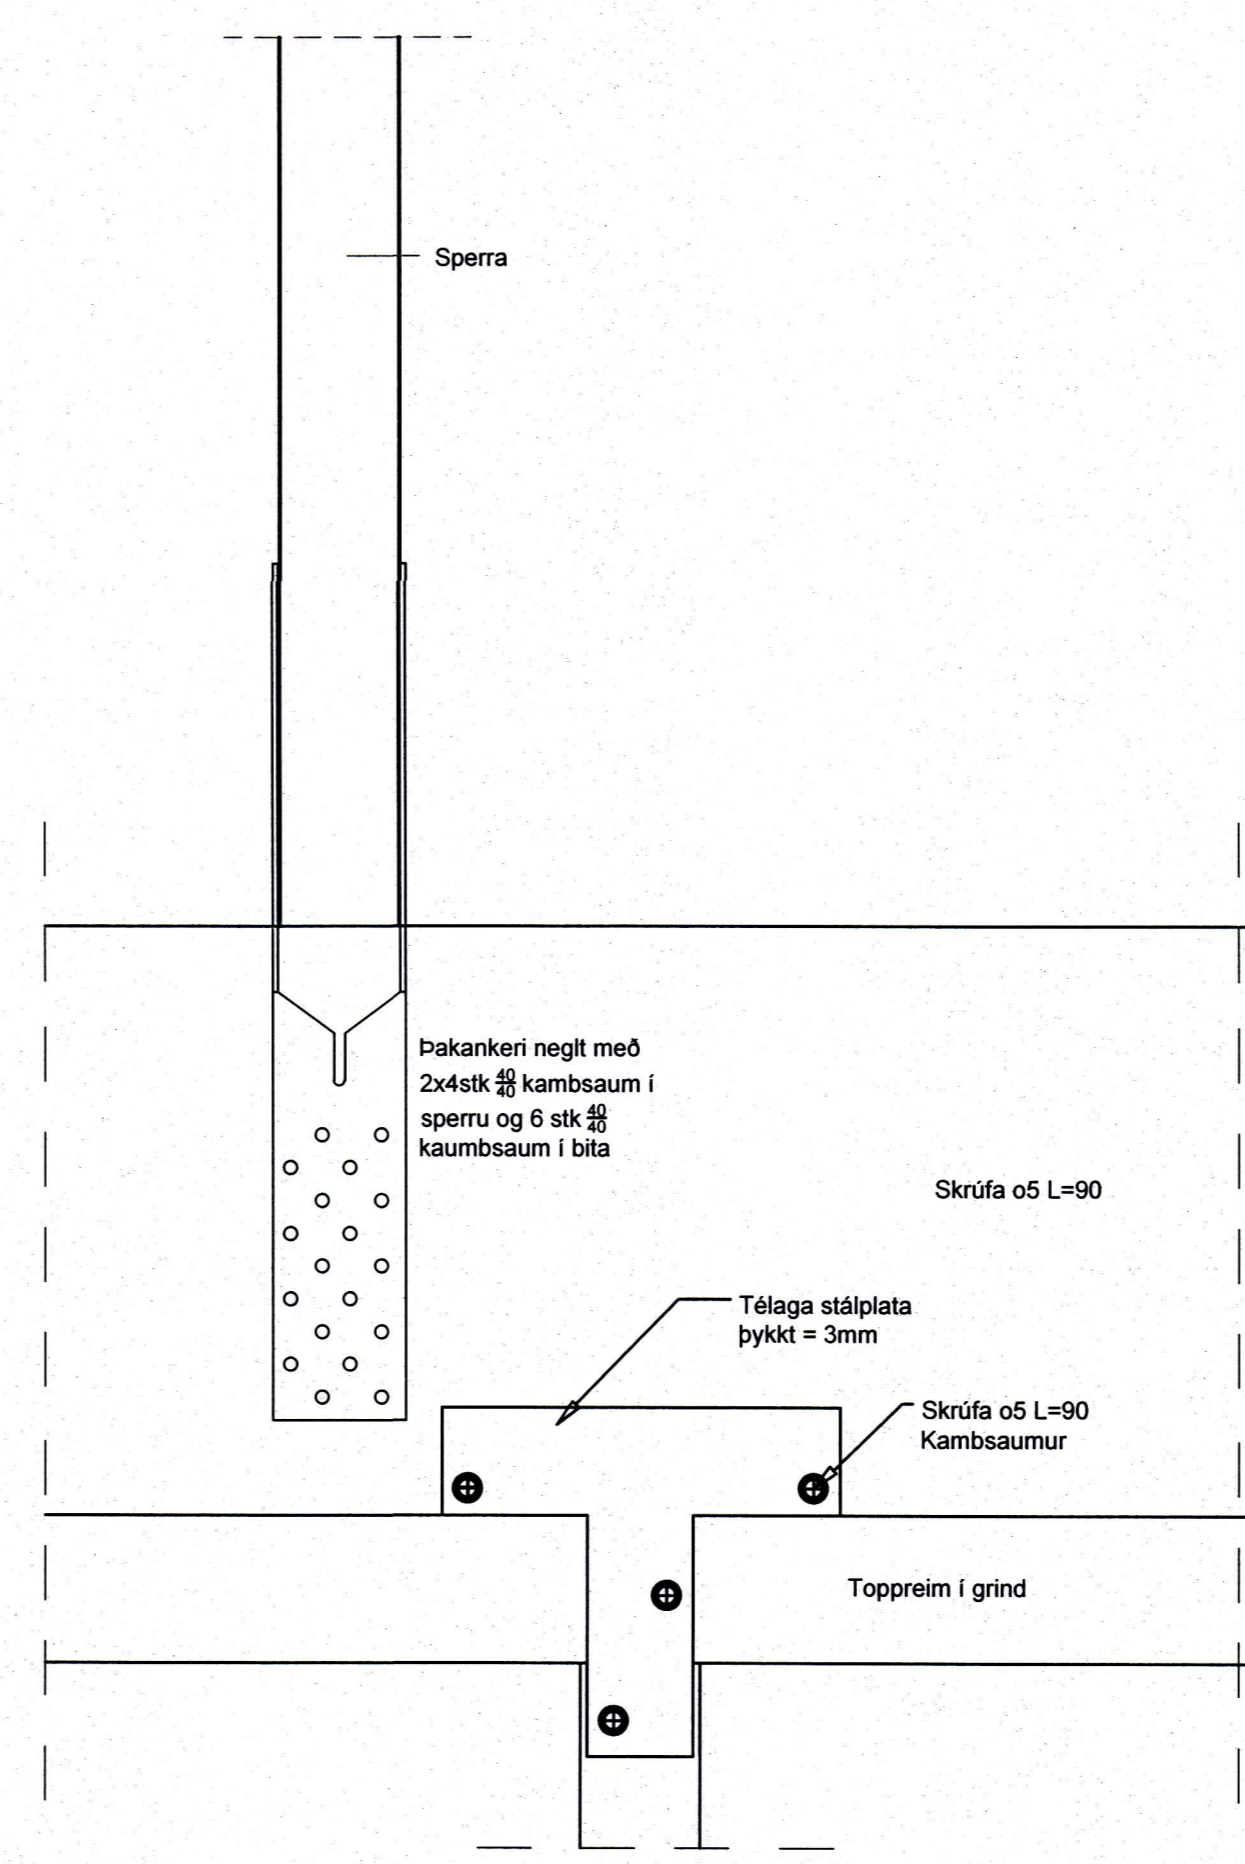 Sperra
Þakankeri neglt með
2x4stk 40/40 kambsaum í
sperru og 6 stk 40/40
kaumbsaum í bita
Skrúfa o5 L=90
Télaga stálplata
þykkt = 3mm
Skrúfa o5 L=90
Kambsaumur
Toppreim í grind